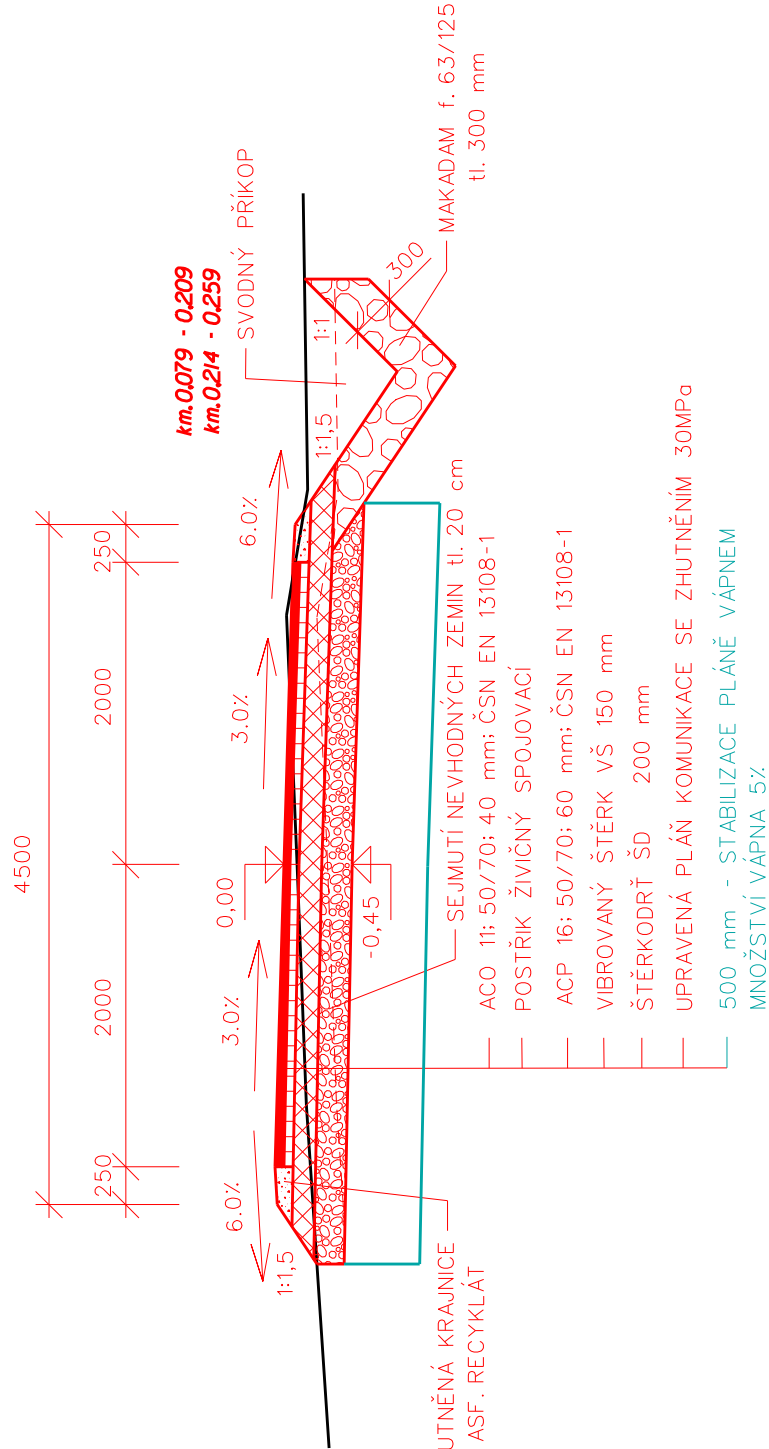 4500
250
2000
2000
250
km.0.079 - 0.209
km.0.214 - 0.259
6.0%
3.0%
3.0%
6.0%
0,00
-0,45
1:1,5
1:1,5
1:1
300
SVODNÝ PŘÍKOP
MAKADAM f. 63/125
tl. 300 mm
UTNĚNÁ KRAJNICE
ASF. RECYKLÁT
SEJMUTÍ NEVHODNÝCH ZEMIN tl. 20 cm
ACO 11; 50/70; 40 mm; ČSN EN 13108-1
POSTŘIK ŽIVIČNÝ SPOJOVACÍ
ACP 16; 50/70; 60 mm; ČSN EN 13108-1
VIBROVANÝ ŠTĚRK VŠ 150 mm
ŠTĚRKODRŤ ŠD 200 mm
UPRAVENÁ PLÁŇ KOMUNIKACE SE ZHUTNĚNÍM 30MPa
500 mm - STABILIZACE PLÁNĚ VÁPNEM
MNOŽSTVÍ VÁPNA 5%